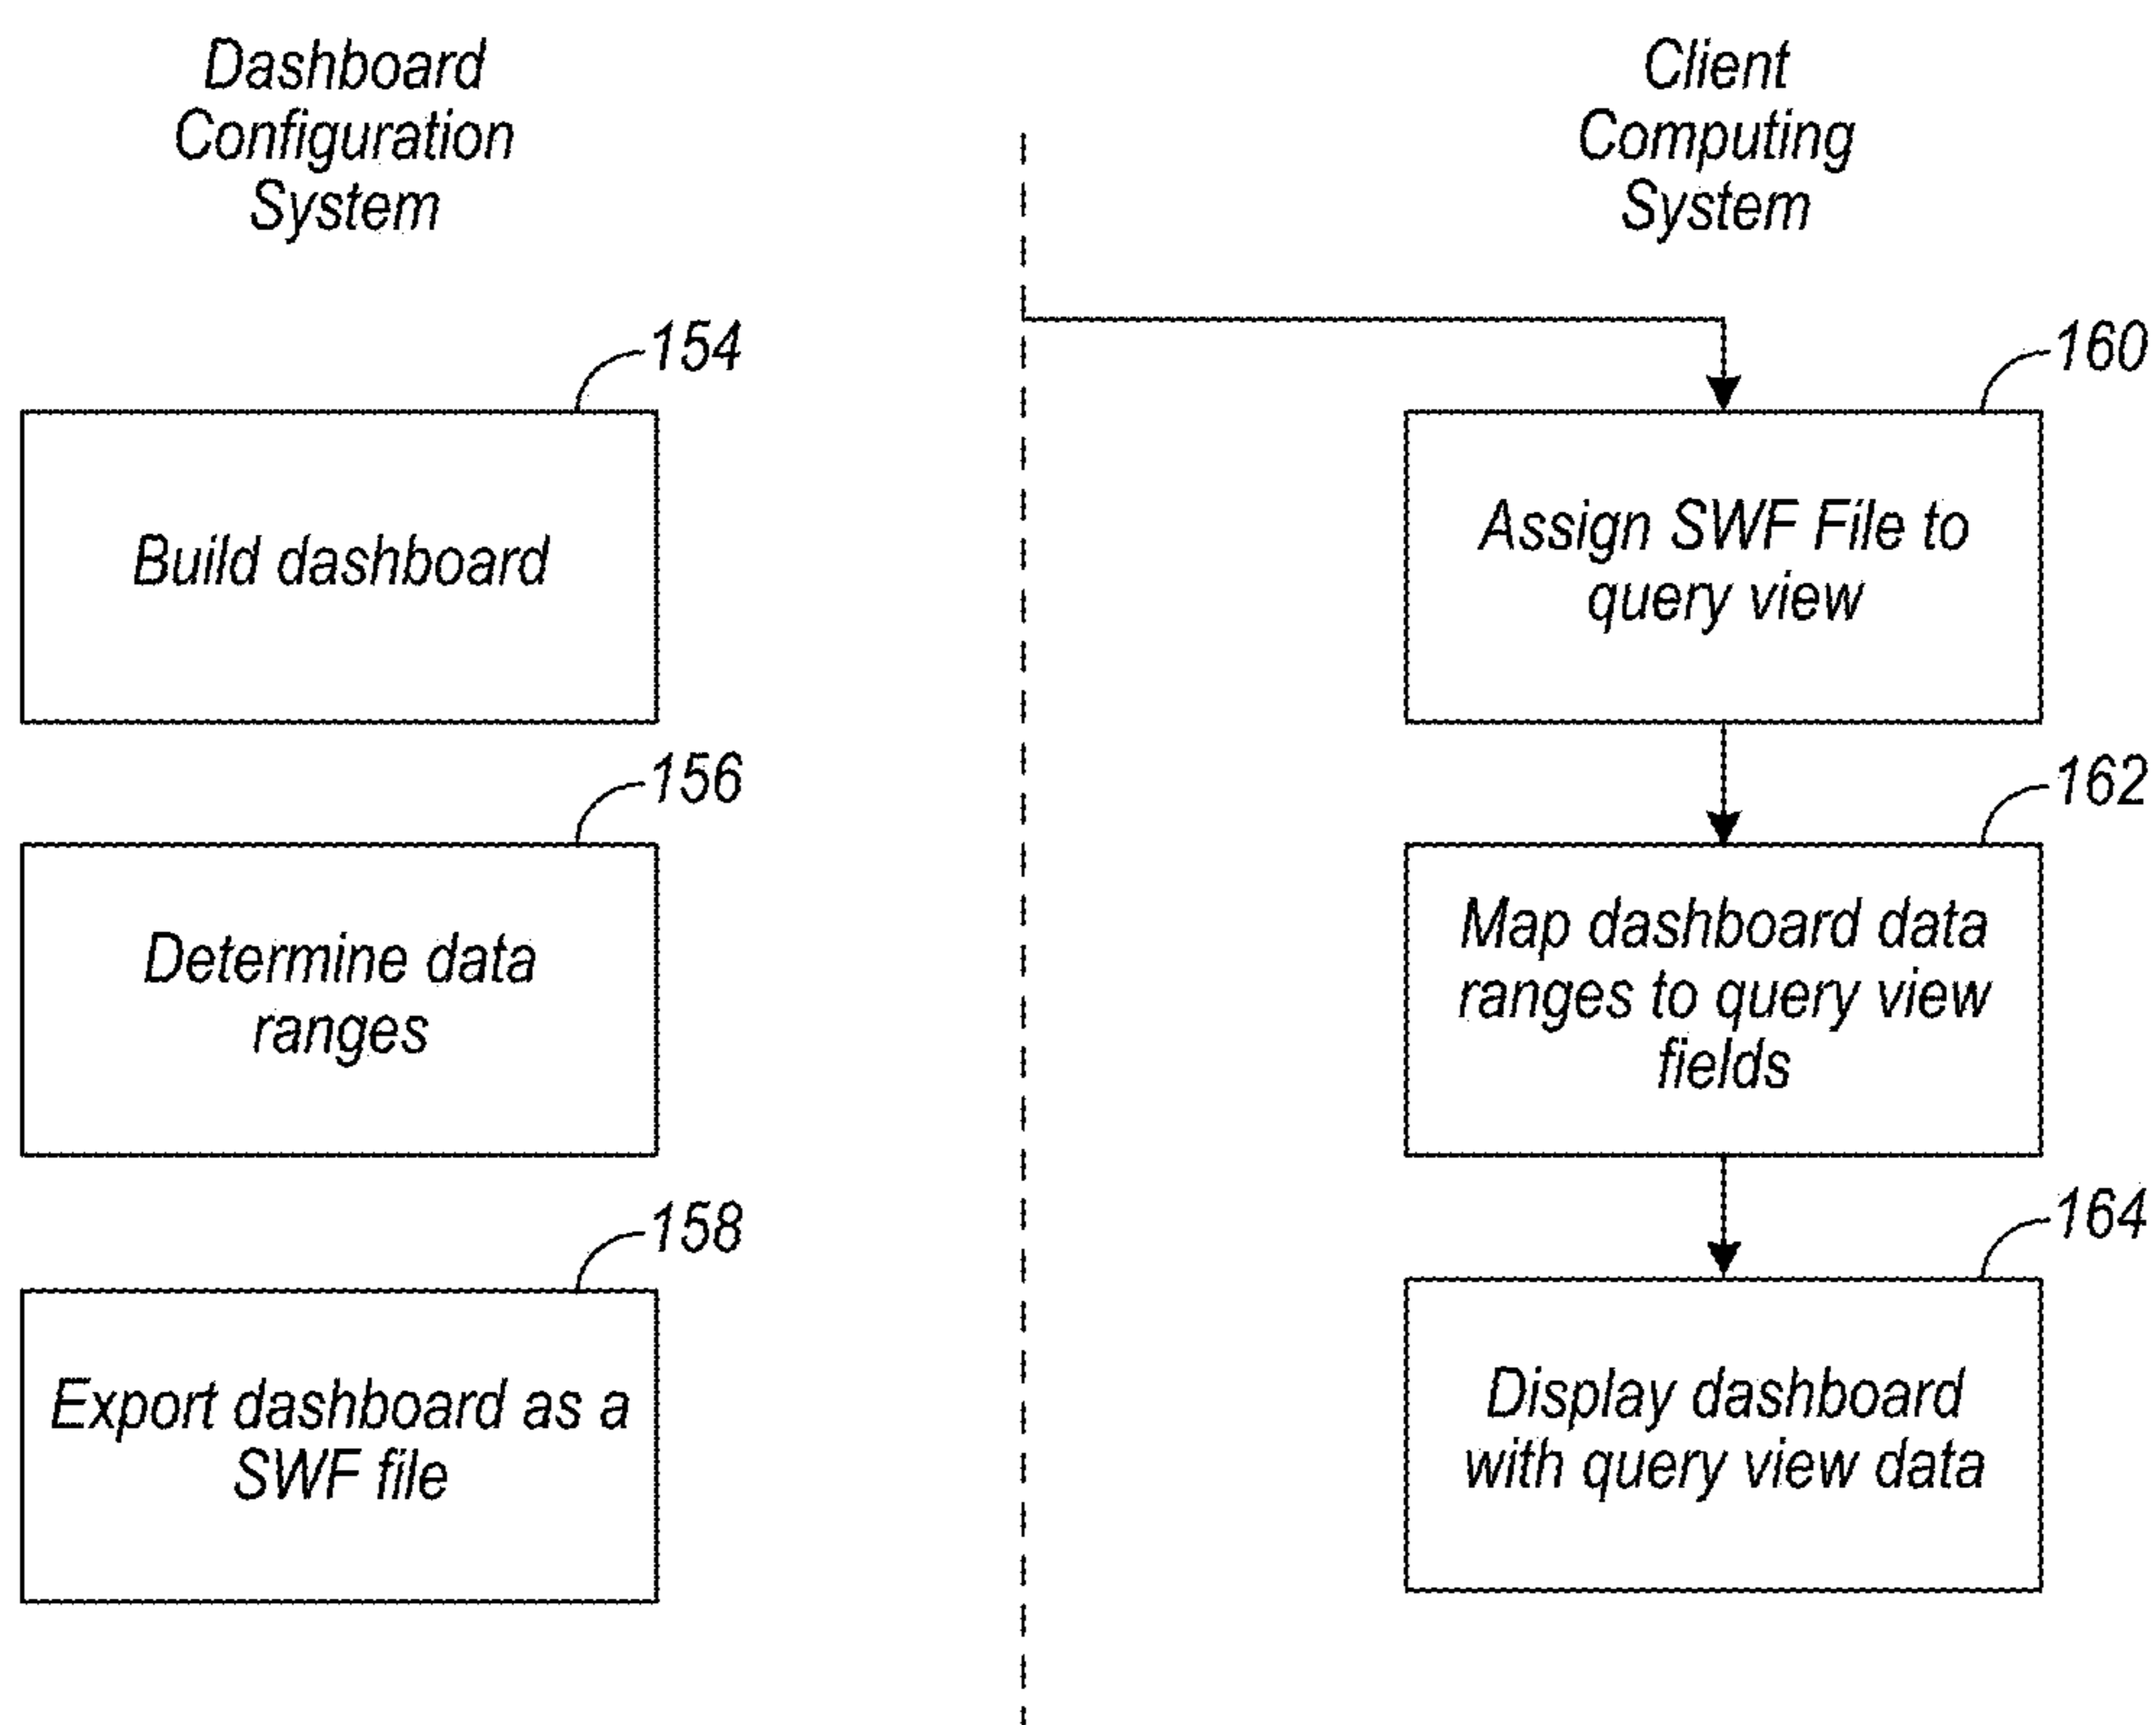 Dashboard
Configuration
System
154
Build dashboard
156
Determine data
ranges
158
Export dashboard as a
SWF file
Client
Computing
System
160
Assign SWF File to
query view
162
Map dashboard data
ranges to query view
fields
164
Display dashboard
with query view data